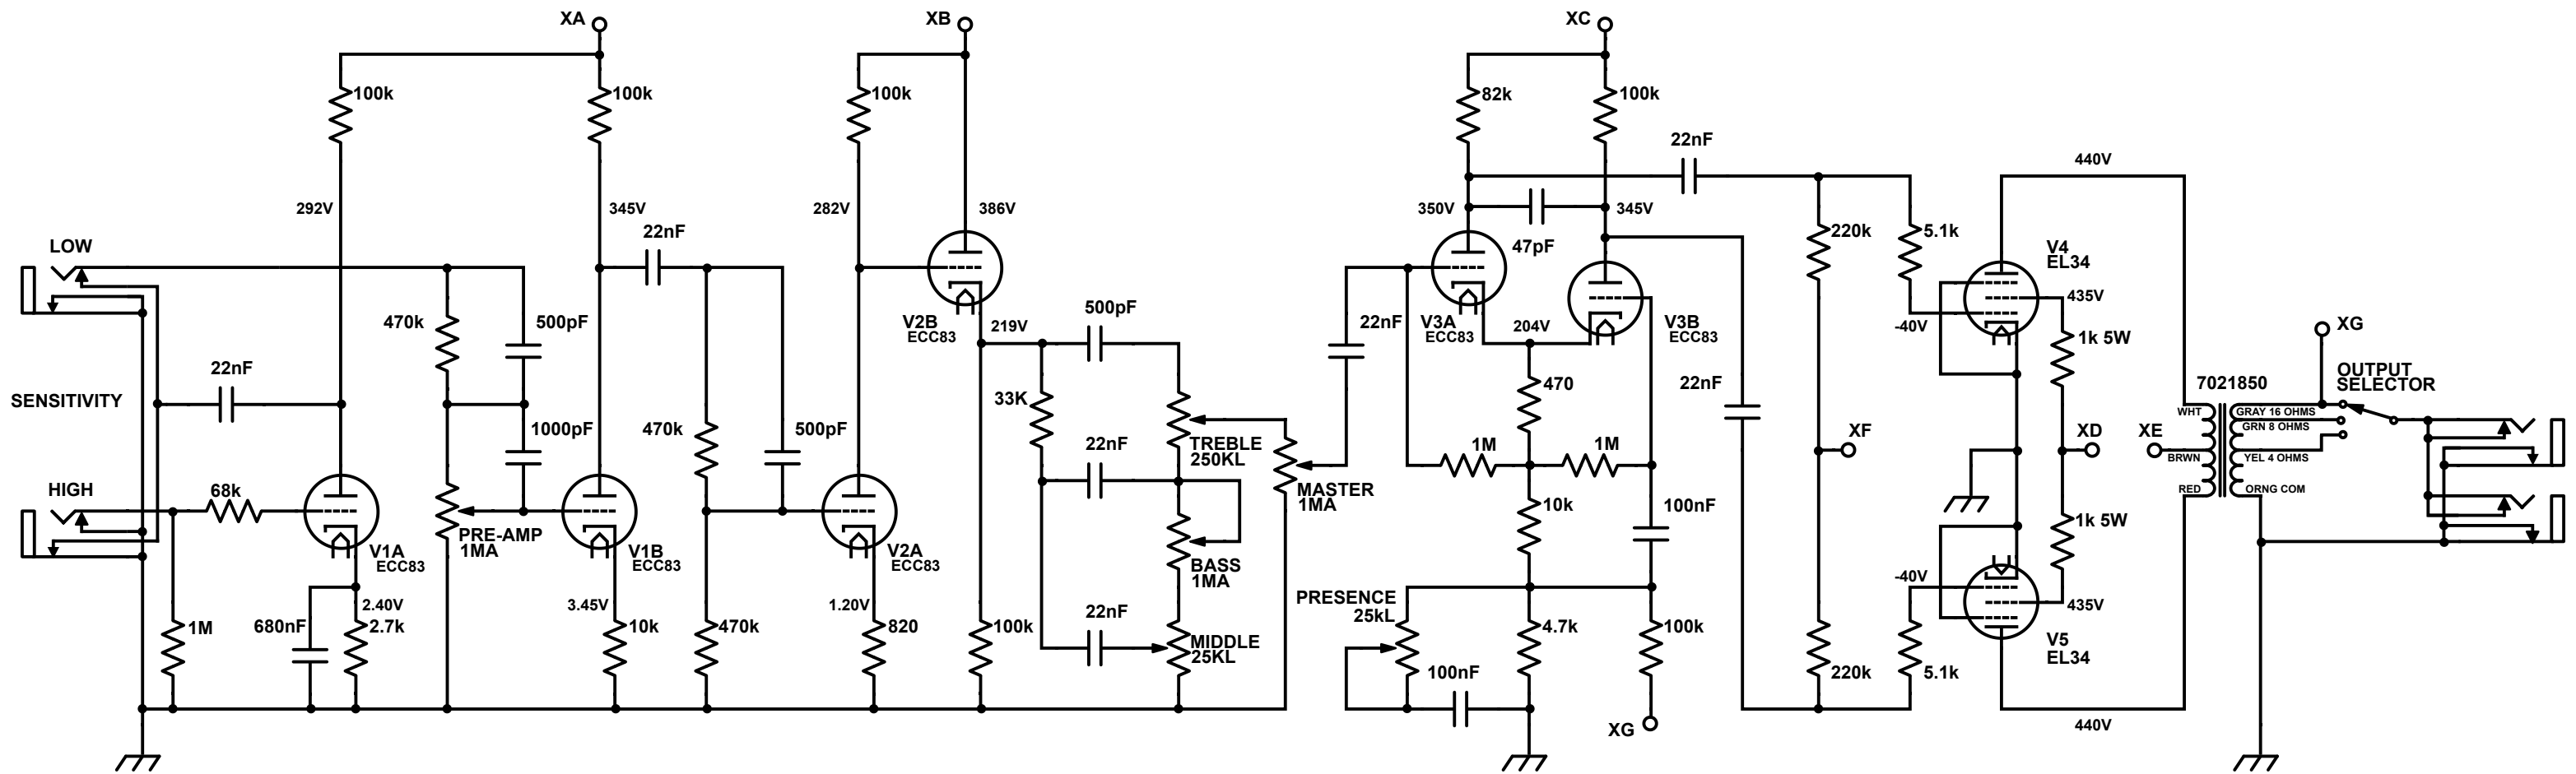 XA
XB
XC
100k
100k
100k
82k
100k
22nF
440V
292V
345V
282V
386V
350V
345V
22nF
47pF
220k
5.1k
V4
EL34
LOW
435V
-40V
470k
500pF
V2B
ECC83
219V
500pF
22nF
V3A
ECC83
204V
V3B
ECC83
1k 5W
XG
22nF
SENSITIVITY
33K
TREBLE
250KL
470
22nF
7021850
OUTPUT
SELECTOR
WHT
GRAY 16 OHMS
GRN 8 OHMS
1000pF
470k
500pF
22nF
1M
1M
XF
XD
XE
BRWN
YEL 4 OHMS
HIGH
68k
MASTER
1MA
RED
ORNG COM
PRE-AMP
1MA
10k
100nF
1k 5W
V1A
ECC83
V1B
ECC83
V2A
ECC83
BASS
1MA
-40V
PRESENCE
25kL
435V
2.40V
3.45V
1.20V
22nF
1M
680nF
2.7k
10k
470k
820
100k
MIDDLE
25KL
4.7k
100k
V5
EL34
100nF
220k
5.1k
XG
440V